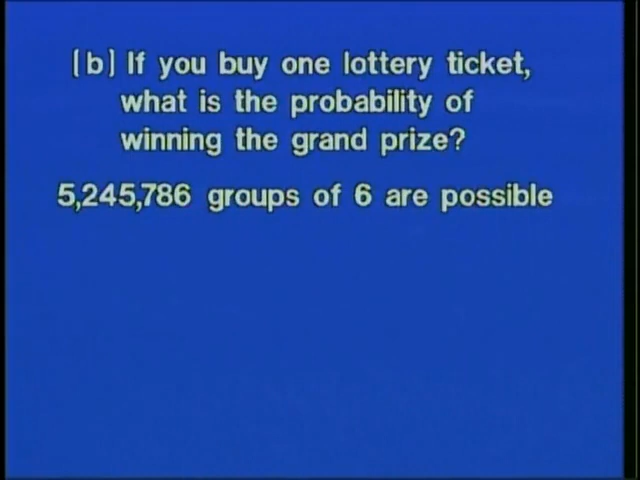 (b) If you buy one lottery ticket,
what is the probability of
winning the grand prize?
5,245,786 groups of 6 are possible